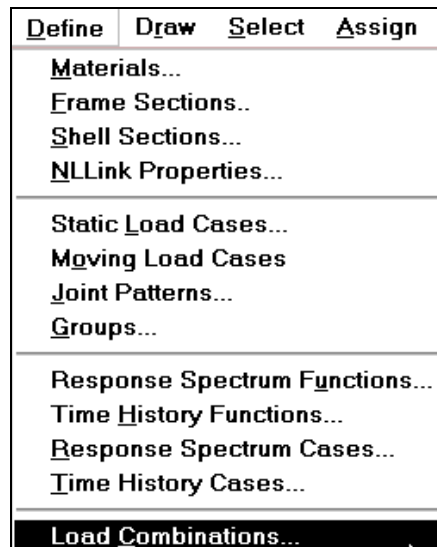 Define Draw Select Assign
Materials...
Frame Sections..
Shell Sections...
NLLink Properties...
Static Load Cases...
Moving Load Cases
Joint Patterns...
Groups...
Response Spectrum Functions...
Time History Functions...
Response Spectrum Cases...
Time History Cases...
Load Combinations...